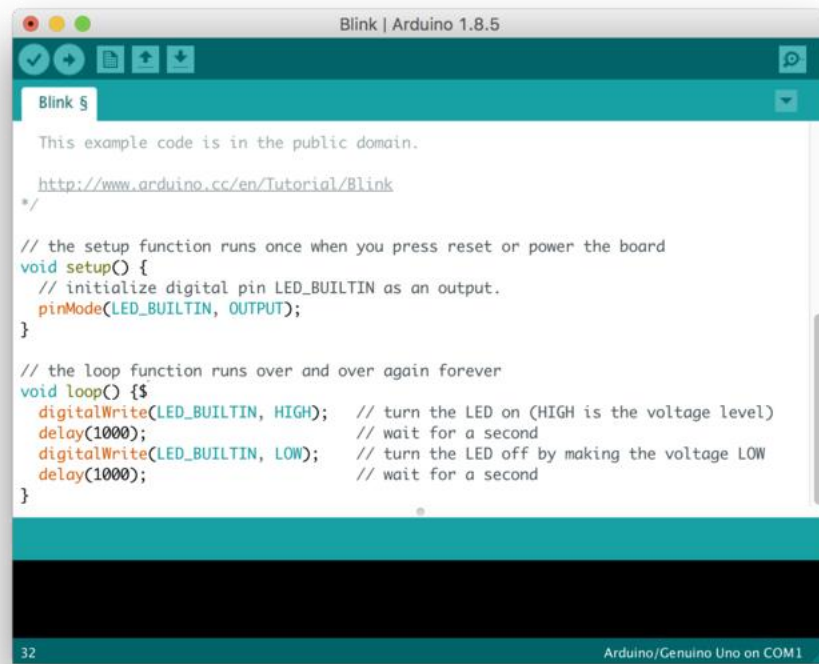 Blink | Arduino 1.8.5
Blink §
This example code is in the public domain.
http://www.arduino.cc/en/Tutorial/Blink
*/
// the setup function runs once when you press reset or power the board
void setup() {
  // initialize digital pin LED_BUILTIN as an output.
  pinMode(LED_BUILTIN, OUTPUT);
}
// the loop function runs over and over again forever
void loop() {$
  digitalWrite(LED_BUILTIN, HIGH);   // turn the LED on (HIGH is the voltage level)
  delay(1000);                       // wait for a second
  digitalWrite(LED_BUILTIN, LOW);    // turn the LED off by making the voltage LOW
  delay(1000);                       // wait for a second
}
32
Arduino/Genuino Uno on COM1